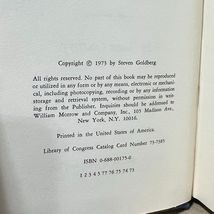 Copyright © 1973 by Steven Goldberg
All rights reserved. No part of this book may be reproduced
or utilized in any form or by any means, electronic or mechani-
cal, including photocopying, recording or by any information
storage and retrieval system, without permission in writing
from the Publisher. Inquiries should be addressed to
William Morrow and Company, Inc., 105 Madison Ave.,
New York, N.Y. 10016.
Printed in the United States of America.
Library of Congress Catalog Card Number 73-7585
ISBN 0-688-00175-0
1 2 3 4 5 77 76 75 74 73